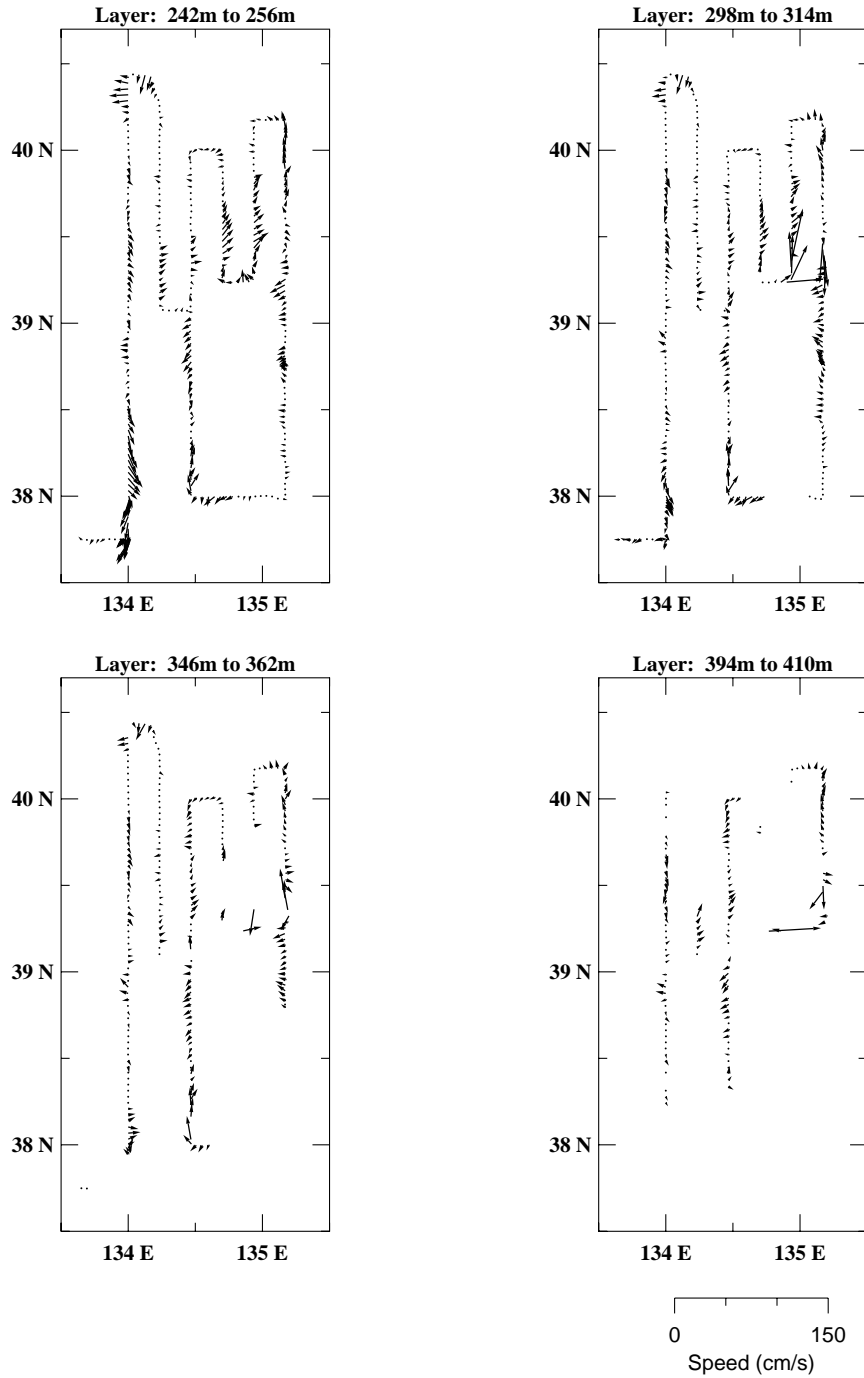 Layer: 242m to 256m
Layer: 298m to 314m
40 N
39 N
38 N
134 E 135 E
40 N
39 N
38 N
134 E 135 E
Layer: 346m to 362m
Layer: 394m to 410m
40 N
39 N
38 N
134 E 135 E
40 N
39 N
38 N
134 E 135 E
0 150
Speed (cm/s)